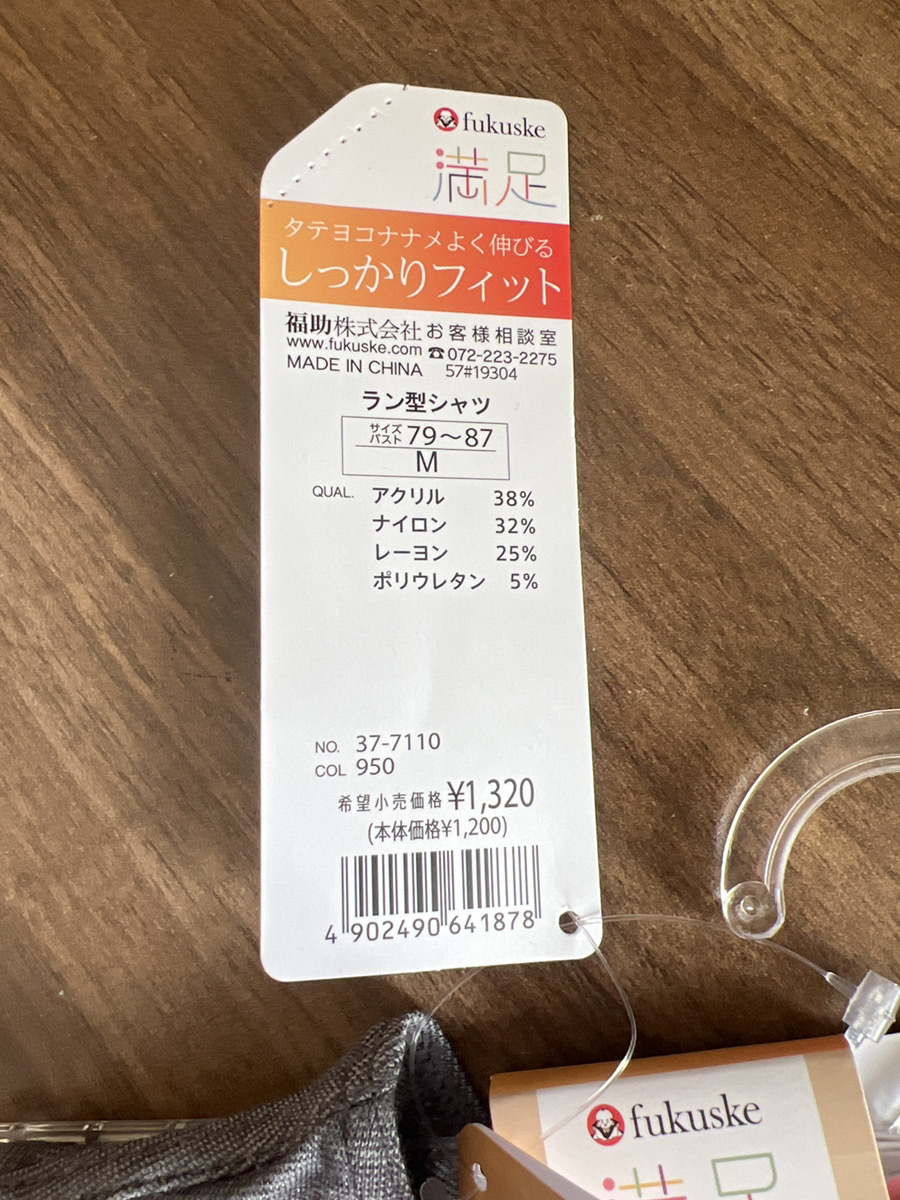 fukuske
満足
タテヨコナナメよく伸びる
しっかりフィット
福助株式会社 お客様相談室
www.fukuske.com ☎072-223-2275
MADE IN CHINA 57#19304
ラン型シャツ
サイズ バスト 79～87
M
QUAL. アクリル 38%
ナイロン 32%
レーヨン 25%
ポリウレタン 5%
NO. 37-7110
COL 950
希望小売価格 ¥1,320
(本体価格¥1,200)
4 902490 641878
fukuske
満足